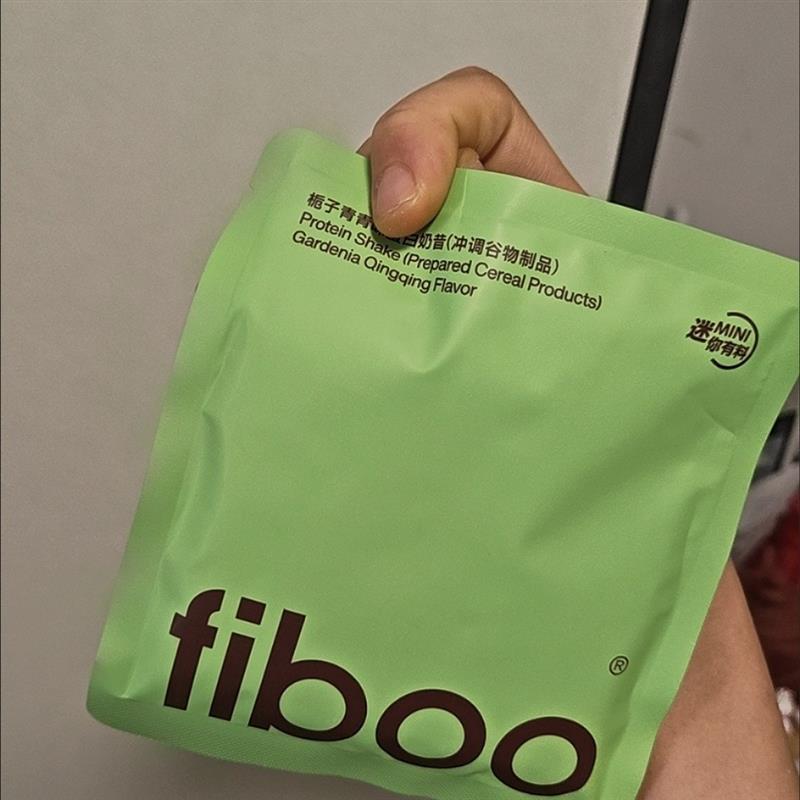 栀子青青 白奶昔(冲调谷物制品)
Protein Shake (Prepared Cereal Products)
Gardenia Qingqing Flavor
迷MINI
你有料
fiboo
®